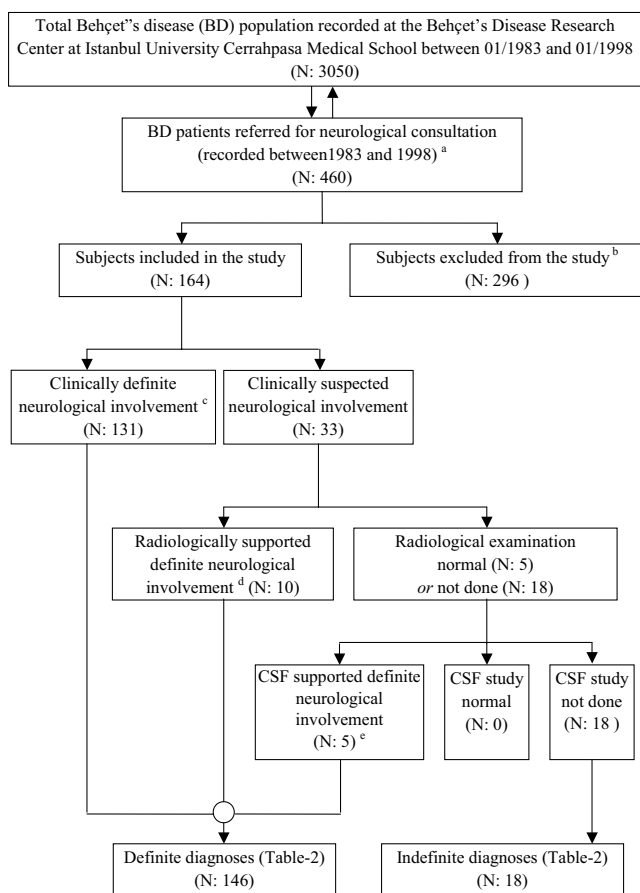 Total Behçet"s disease (BD) population recorded at the Behçet's Disease Research
Center at Istanbul University Cerrahpasa Medical School between 01/1983 and 01/1998
(N: 3050)
BD patients referred for neurological consultation
(recorded between1983 and 1998) a
(N: 460)
Subjects included in the study
(N: 164)
Subjects excluded from the study b
(N: 296 )
Clinically definite
neurological involvement c
(N: 131)
Clinically suspected
neurological involvement
(N: 33)
Radiologically supported
definite neurological
involvement d (N: 10)
Radiological examination
normal (N: 5)
or not done (N: 18)
CSF supported definite
neurological
involvement
(N: 5) e
CSF study
normal
(N: 0)
CSF study
not done
(N: 18 )
Definite diagnoses (Table-2)
(N: 146)
Indefinite diagnoses (Table-2)
(N: 18)